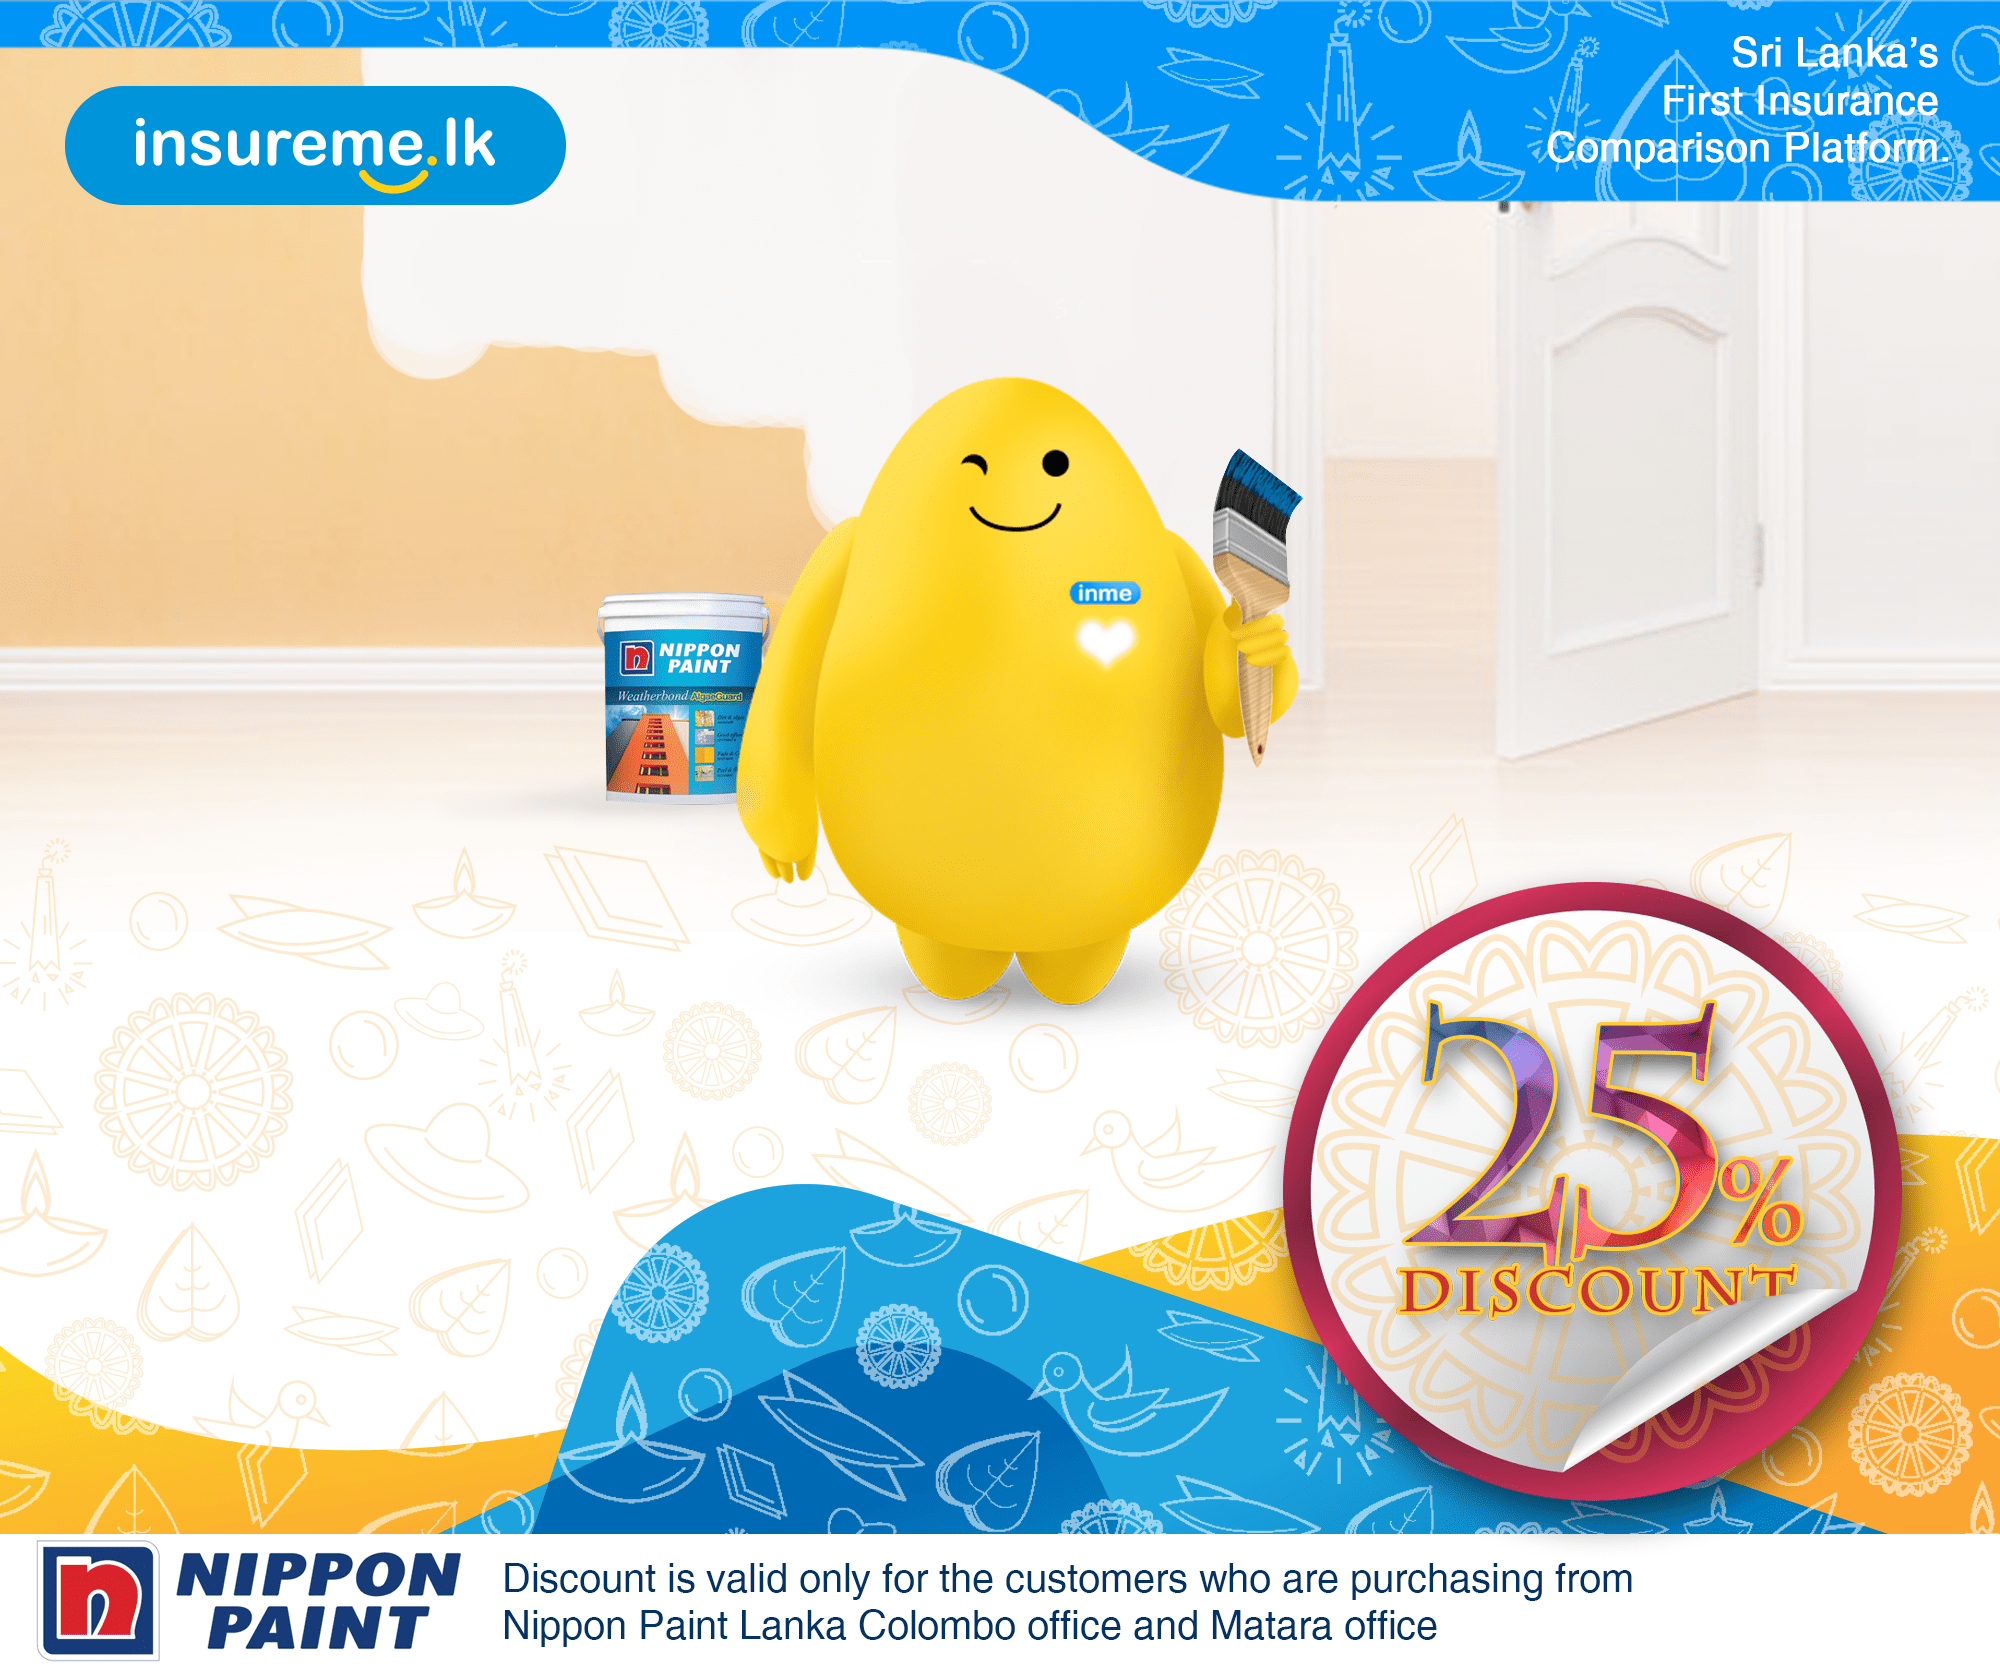 insureme.lk
Sri Lanka's
First Insurance
Comparison Platform.
inme
n NIPPON
PAINT
Weatherbond AlgaeGuard
25%
DISCOUNT
n NIPPON
PAINT
Discount is valid only for the customers who are purchasing from
Nippon Paint Lanka Colombo office and Matara office